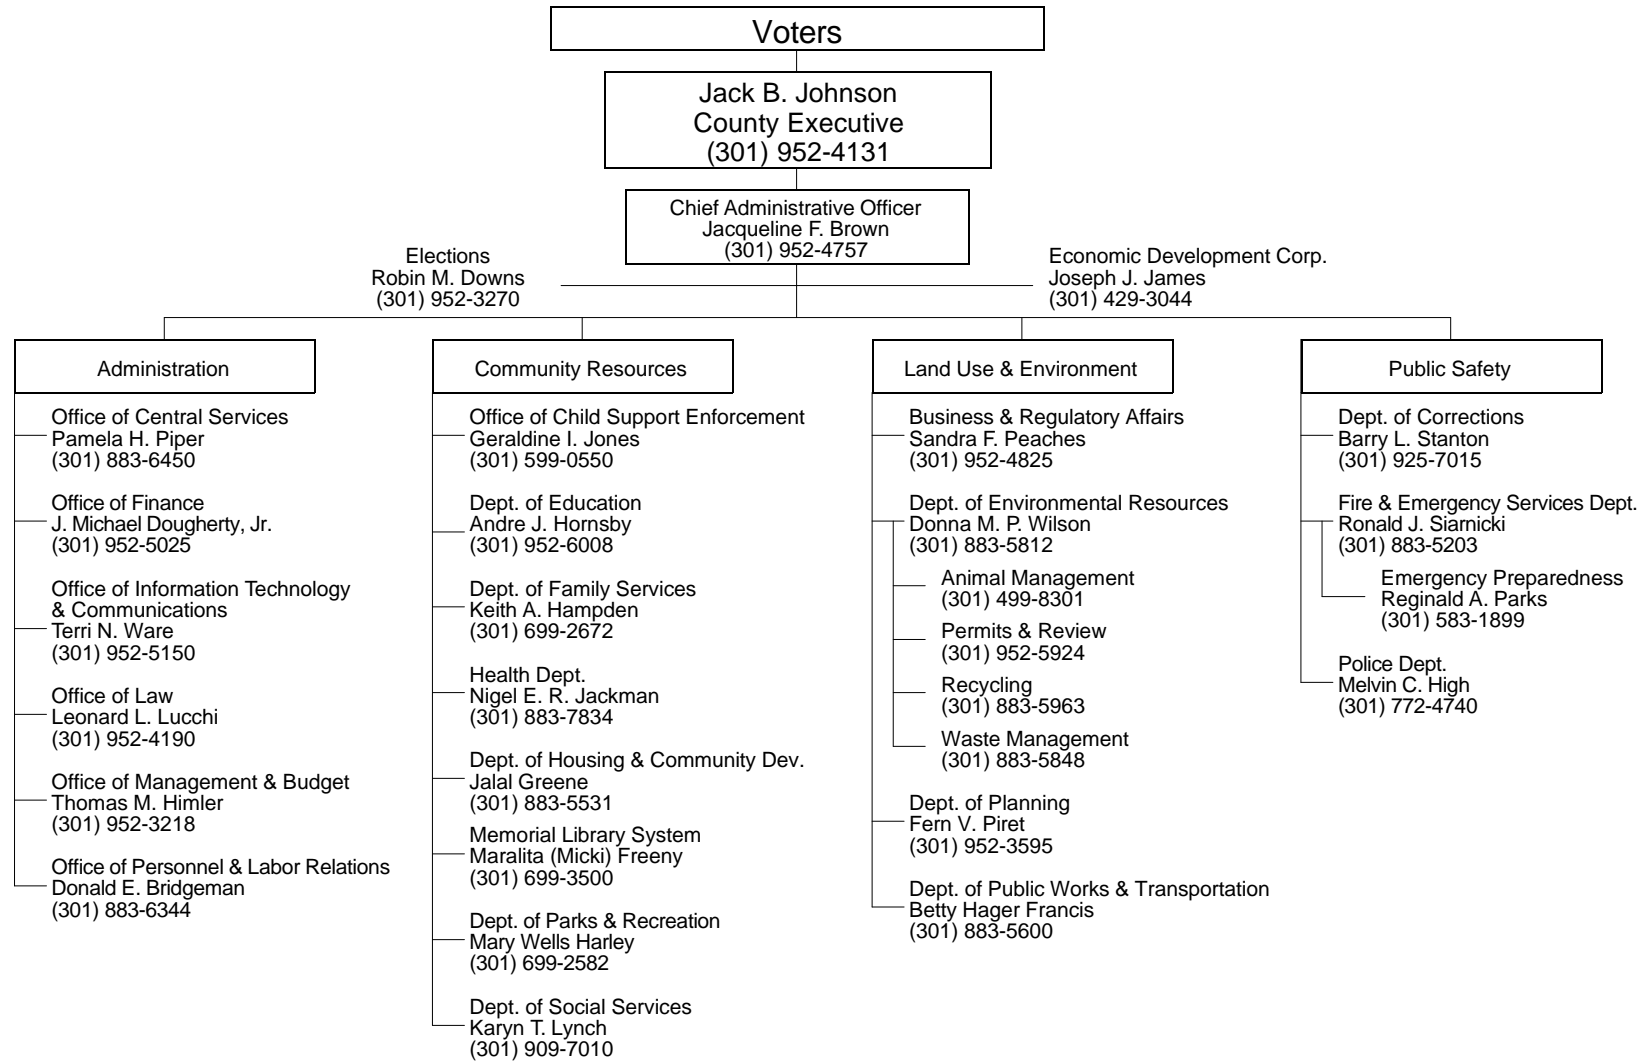 Voters
Jack B. Johnson
County Executive
(301) 952-4131
Chief Administrative Officer
Jacqueline F. Brown
(301) 952-4757
Elections
Robin M. Downs
(301) 952-3270
Economic Development Corp.
Joseph J. James
(301) 429-3044
Administration
Office of Central Services
Pamela H. Piper
(301) 883-6450
Office of Finance
J. Michael Dougherty, Jr.
(301) 952-5025
Office of Information Technology
& Communications
Terri N. Ware
(301) 952-5150
Office of Law
Leonard L. Lucchi
(301) 952-4190
Office of Management & Budget
Thomas M. Himler
(301) 952-3218
Office of Personnel & Labor Relations
Donald E. Bridgeman
(301) 883-6344
Community Resources
Office of Child Support Enforcement
Geraldine I. Jones
(301) 599-0550
Dept. of Education
Andre J. Hornsby
(301) 952-6008
Dept. of Family Services
Keith A. Hampden
(301) 699-2672
Health Dept.
Nigel E. R. Jackman
(301) 883-7834
Dept. of Housing & Community Dev.
Jalal Greene
(301) 883-5531
Memorial Library System
Maralita (Micki) Freeny
(301) 699-3500
Dept. of Parks & Recreation
Mary Wells Harley
(301) 699-2582
Dept. of Social Services
Karyn T. Lynch
(301) 909-7010
Land Use & Environment
Business & Regulatory Affairs
Sandra F. Peaches
(301) 952-4825
Dept. of Environmental Resources
Donna M. P. Wilson
(301) 883-5812
Animal Management
(301) 499-8301
Permits & Review
(301) 952-5924
Recycling
(301) 883-5963
Waste Management
(301) 883-5848
Dept. of Planning
Fern V. Piret
(301) 952-3595
Dept. of Public Works & Transportation
Betty Hager Francis
(301) 883-5600
Public Safety
Dept. of Corrections
Barry L. Stanton
(301) 925-7015
Fire & Emergency Services Dept.
Ronald J. Siarnicki
(301) 883-5203
Emergency Preparedness
Reginald A. Parks
(301) 583-1899
Police Dept.
Melvin C. High
(301) 772-4740